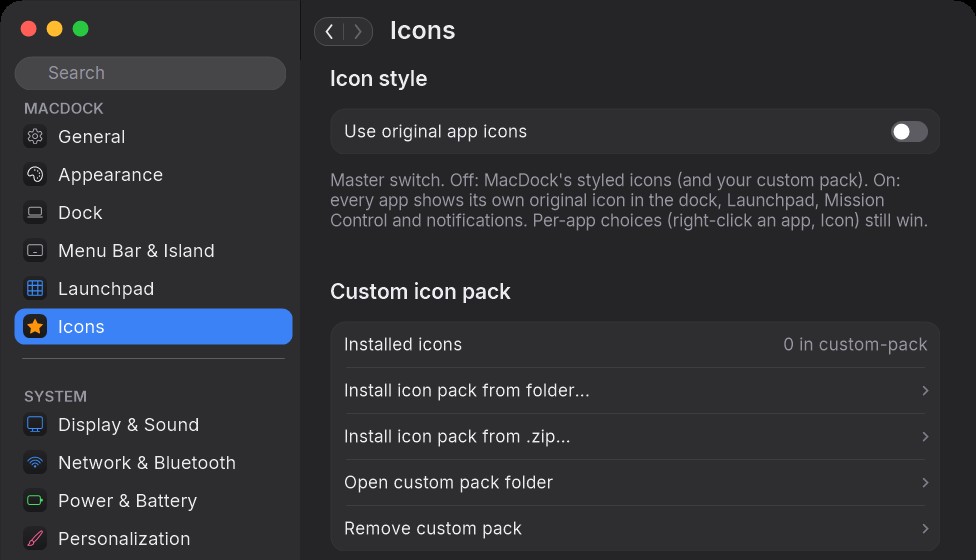 Icons
Search
MACDOCK
General
Appearance
Dock
Menu Bar & Island
Launchpad
Icons
SYSTEM
Display & Sound
Network & Bluetooth
Power & Battery
Personalization
Icon style
Use original app icons
Master switch. Off: MacDock's styled icons (and your custom pack). On:
every app shows its own original icon in the dock, Launchpad, Mission
Control and notifications. Per-app choices (right-click an app, Icon) still win.
Custom icon pack
Installed icons 0 in custom-pack
Install icon pack from folder...
Install icon pack from .zip...
Open custom pack folder
Remove custom pack